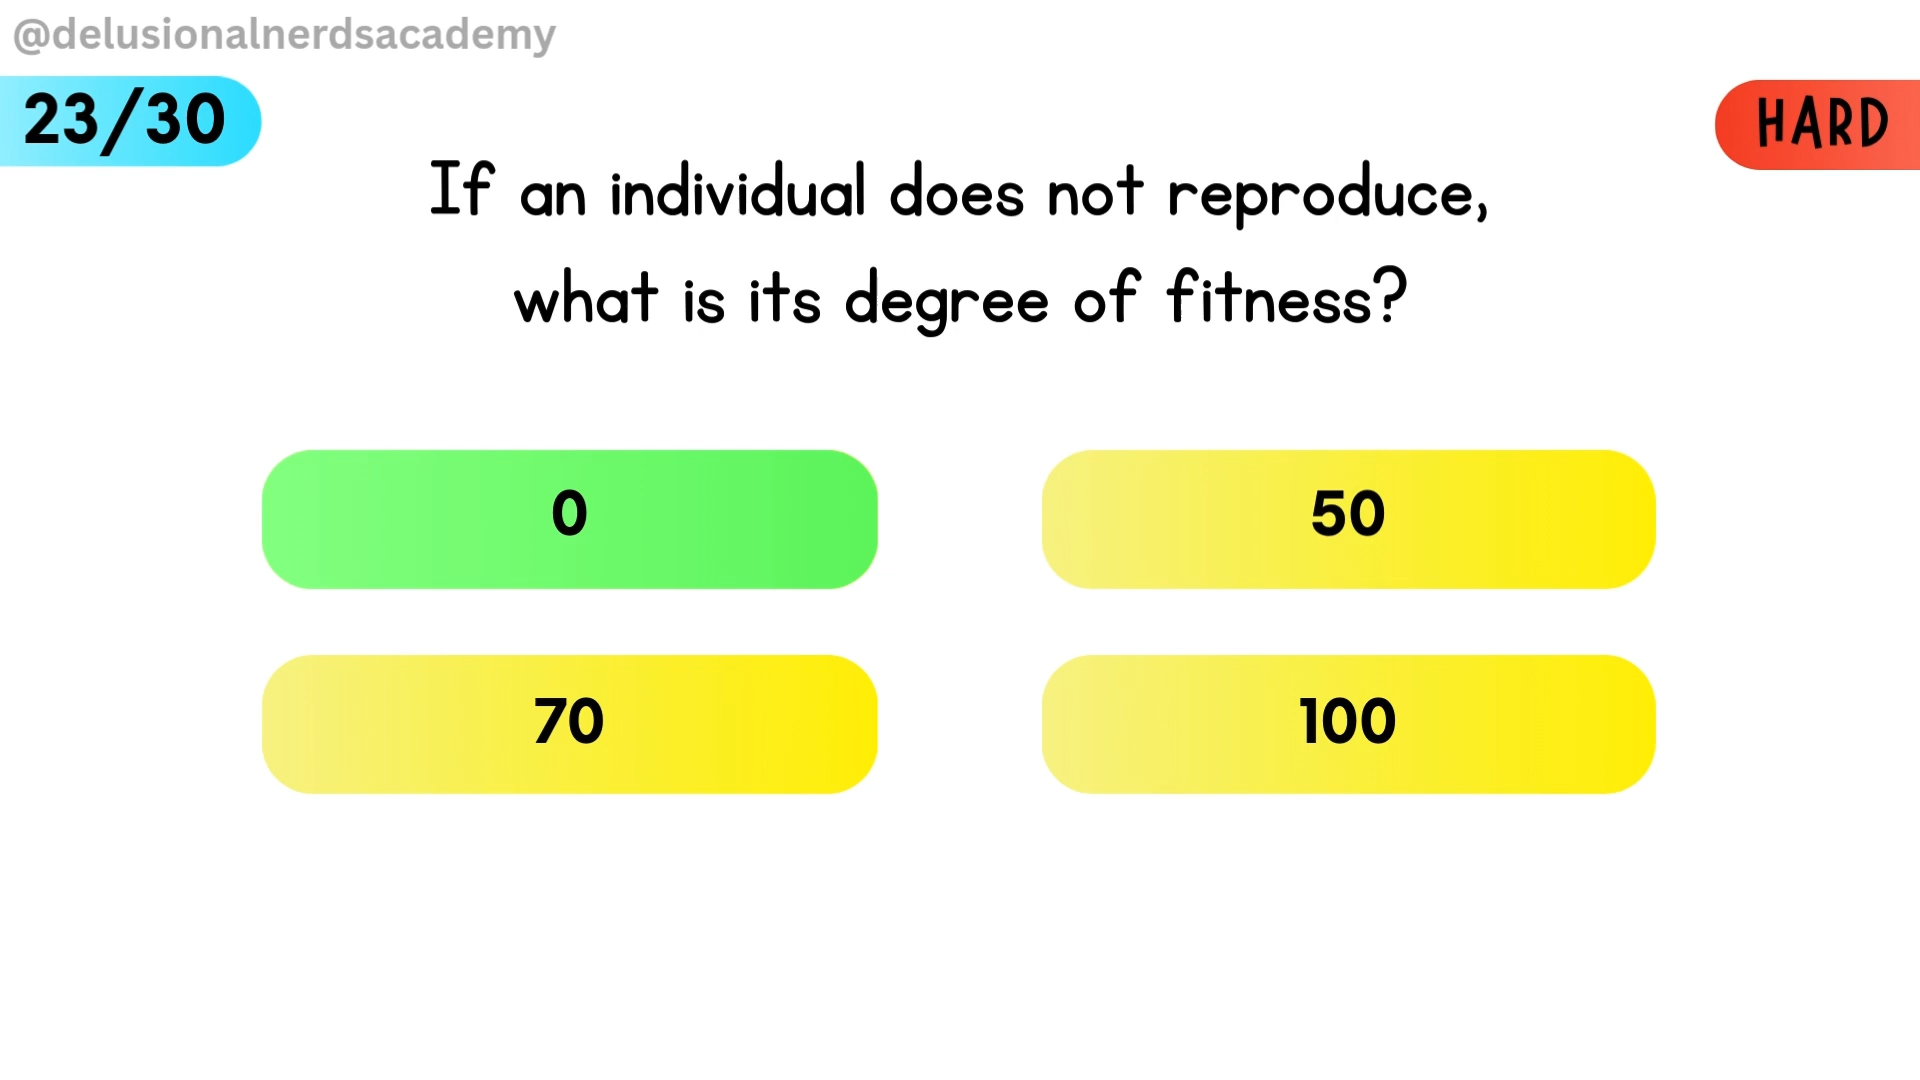 @delusionalnerdsacademy
23/30
HARD
If an individual does not reproduce,
what is its degree of fitness?
0
50
70
100